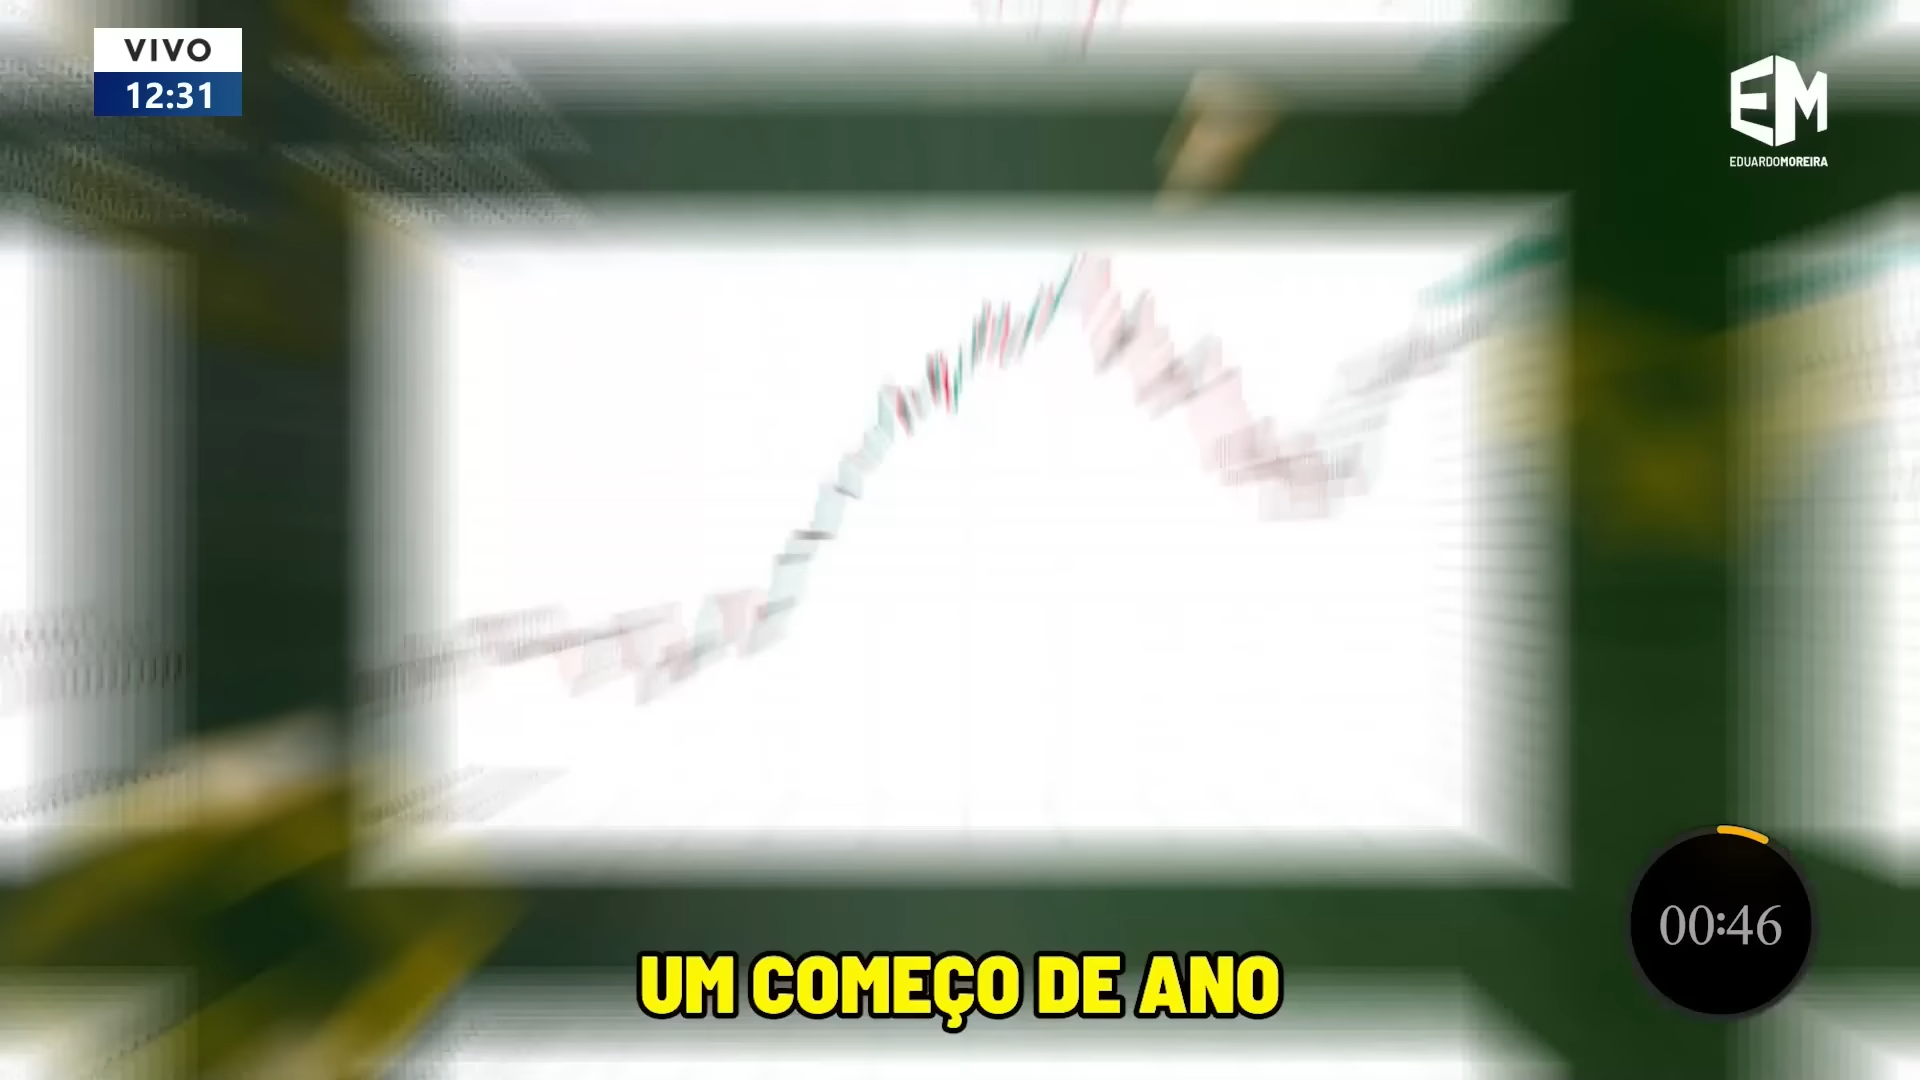 VIVO
12:31
EM
EDUARDOMOREIRA
00:46
UM COMEÇO DE ANO